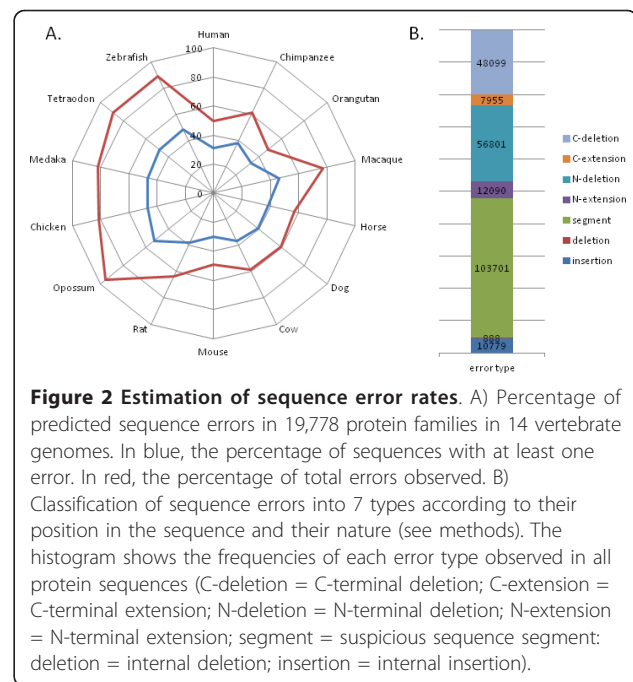 A.
Human
Chimpanzee
Orangutan
Macaque
Horse
Dog
Cow
Mouse
Rat
Opossum
Chicken
Medaka
Tetraodon
Zebrafish
100
80
60
40
20
0
B.
48099
7955
56801
12090
103701
10779
error type
C-deletion
C-extension
N-deletion
N-extension
segment
deletion
insertion
Figure 2 Estimation of sequence error rates. A) Percentage of
predicted sequence errors in 19,778 protein families in 14 vertebrate
genomes. In blue, the percentage of sequences with at least one
error. In red, the percentage of total errors observed. B)
Classification of sequence errors into 7 types according to their
position in the sequence and their nature (see methods). The
histogram shows the frequencies of each error type observed in all
protein sequences (C-deletion = C-terminal deletion; C-extension =
C-terminal extension; N-deletion = N-terminal deletion; N-extension
= N-terminal extension; segment = suspicious sequence segment:
deletion = internal deletion; insertion = internal insertion).